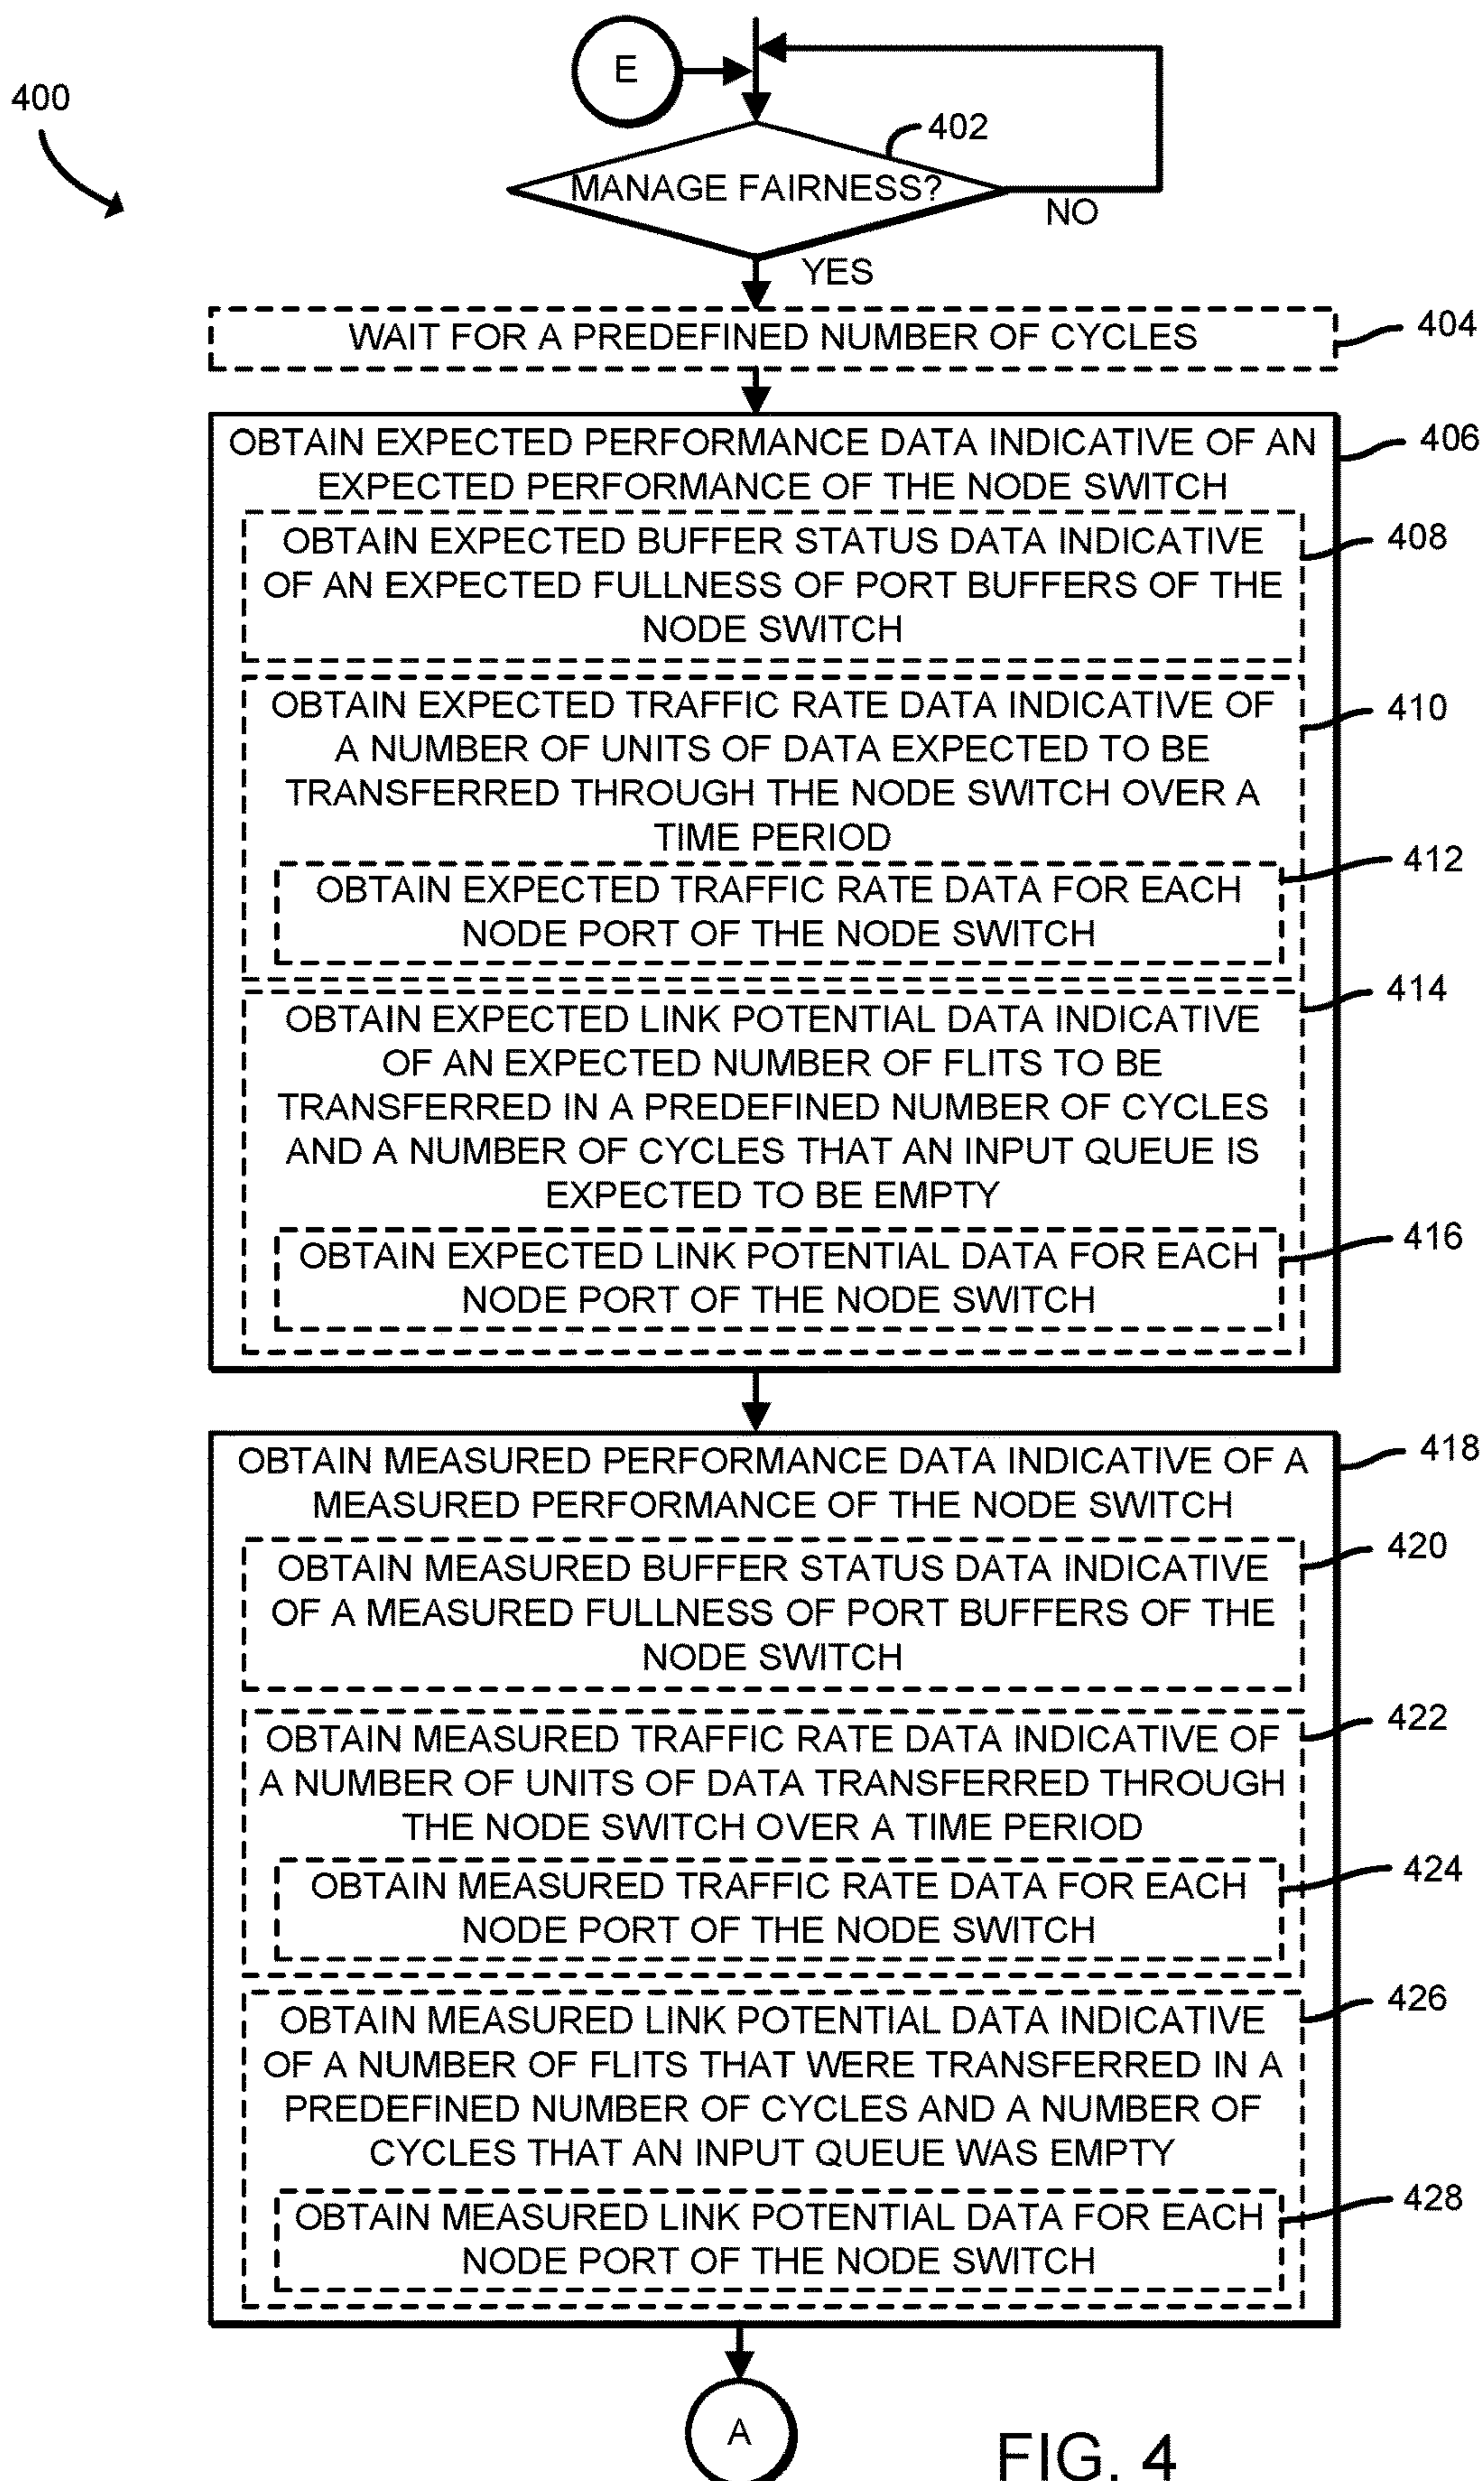 E
400
402
MANAGE FAIRNESS?
NO
YES
WAIT FOR A PREDEFINED NUMBER OF CYCLES
404
OBTAIN EXPECTED PERFORMANCE DATA INDICATIVE OF AN
EXPECTED PERFORMANCE OF THE NODE SWITCH
406
OBTAIN EXPECTED BUFFER STATUS DATA INDICATIVE
OF AN EXPECTED FULLNESS OF PORT BUFFERS OF THE
NODE SWITCH
408
OBTAIN EXPECTED TRAFFIC RATE DATA INDICATIVE OF
A NUMBER OF UNITS OF DATA EXPECTED TO BE
TRANSFERRED THROUGH THE NODE SWITCH OVER A
TIME PERIOD
410
OBTAIN EXPECTED TRAFFIC RATE DATA FOR EACH
NODE PORT OF THE NODE SWITCH
412
OBTAIN EXPECTED LINK POTENTIAL DATA INDICATIVE
OF AN EXPECTED NUMBER OF FLITS TO BE
TRANSFERRED IN A PREDEFINED NUMBER OF CYCLES
AND A NUMBER OF CYCLES THAT AN INPUT QUEUE IS
EXPECTED TO BE EMPTY
414
OBTAIN EXPECTED LINK POTENTIAL DATA FOR EACH
NODE PORT OF THE NODE SWITCH
416
OBTAIN MEASURED PERFORMANCE DATA INDICATIVE OF A
MEASURED PERFORMANCE OF THE NODE SWITCH
418
OBTAIN MEASURED BUFFER STATUS DATA INDICATIVE
OF A MEASURED FULLNESS OF PORT BUFFERS OF THE
NODE SWITCH
420
OBTAIN MEASURED TRAFFIC RATE DATA INDICATIVE OF
A NUMBER OF UNITS OF DATA TRANSFERRED THROUGH
THE NODE SWITCH OVER A TIME PERIOD
422
OBTAIN MEASURED TRAFFIC RATE DATA FOR EACH
NODE PORT OF THE NODE SWITCH
424
OBTAIN MEASURED LINK POTENTIAL DATA INDICATIVE
OF A NUMBER OF FLITS THAT WERE TRANSFERRED IN A
PREDEFINED NUMBER OF CYCLES AND A NUMBER OF
CYCLES THAT AN INPUT QUEUE WAS EMPTY
426
OBTAIN MEASURED LINK POTENTIAL DATA FOR EACH
NODE PORT OF THE NODE SWITCH
428
A
FIG. 4